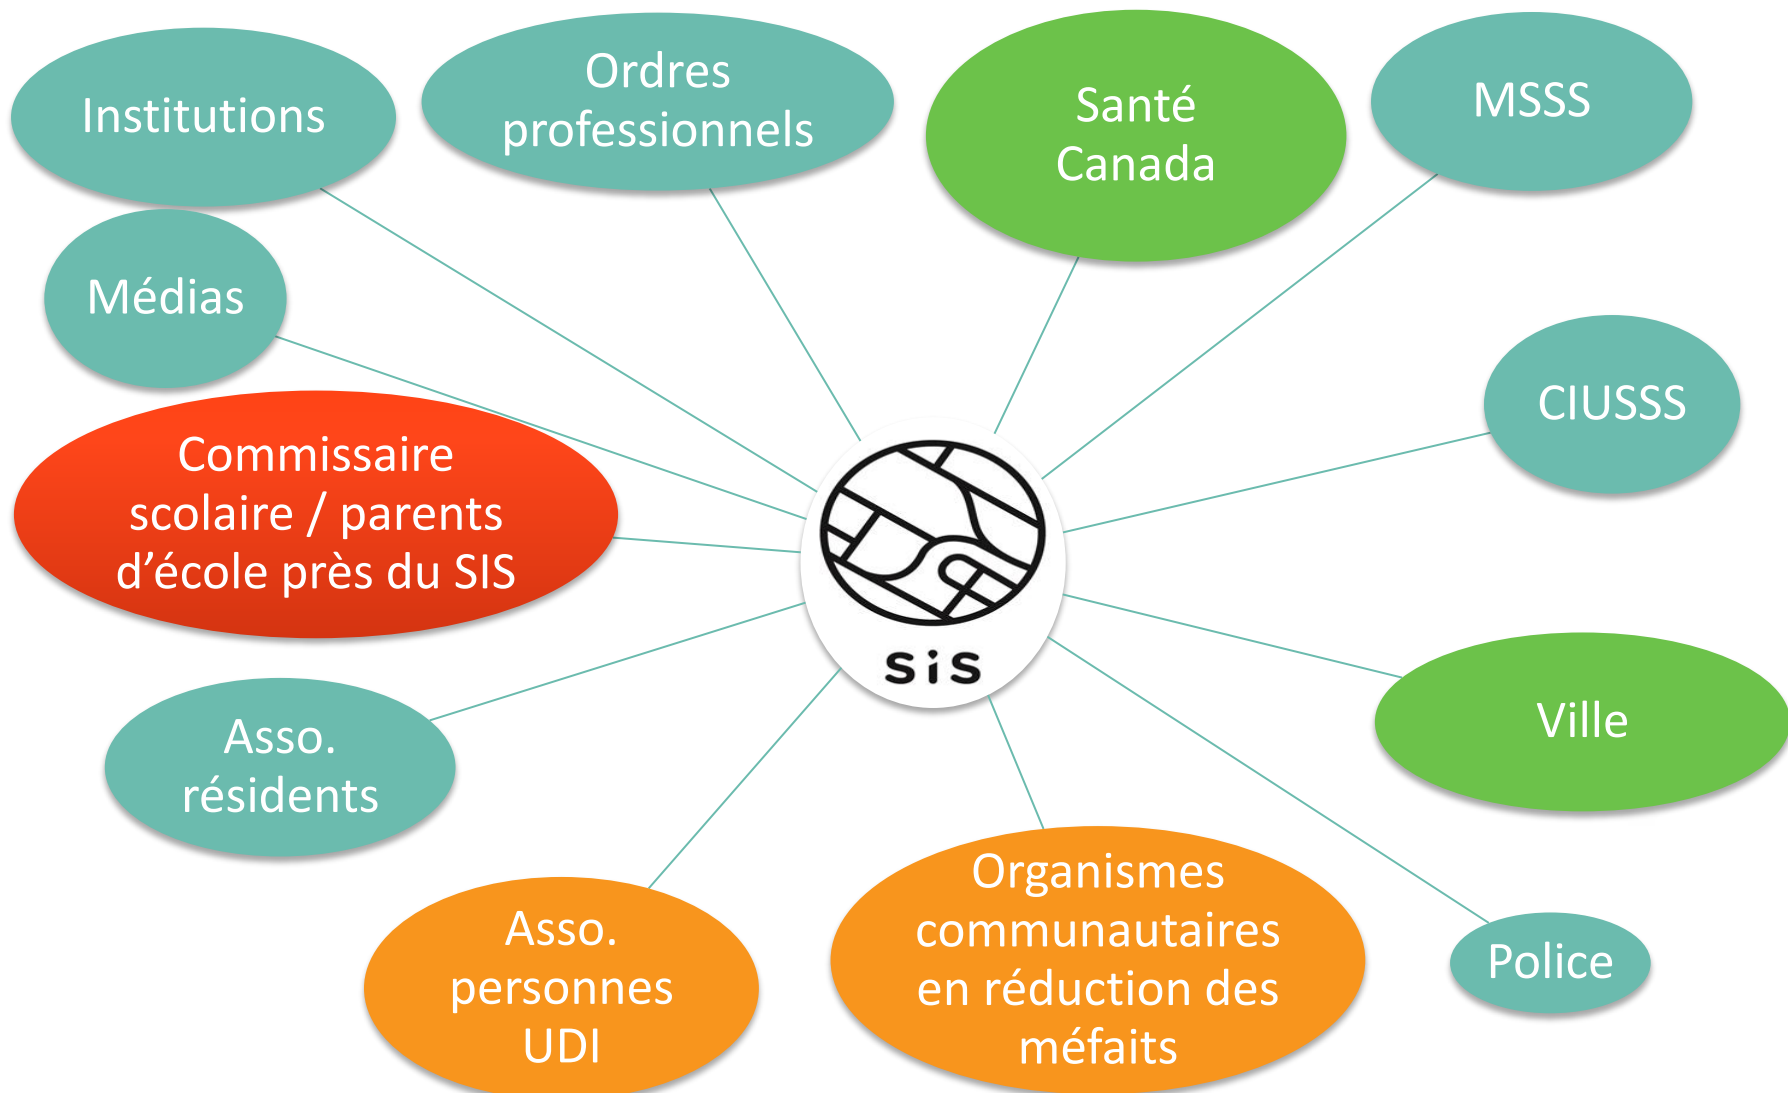 Institutions
Ordres
professionnels
Santé
Canada
MSSS
Médias
CIUSSS
Commissaire
scolaire / parents
d’école près du SIS
SiS
Ville
Asso.
résidents
Asso.
personnes
UDI
Organismes
communautaires
en réduction des
méfaits
Police